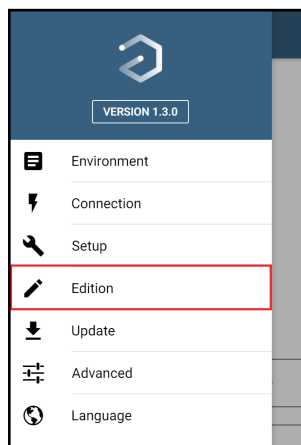 VERSION 1.3.0
Environment
Connection
Setup
Edition
Update
Advanced
Language